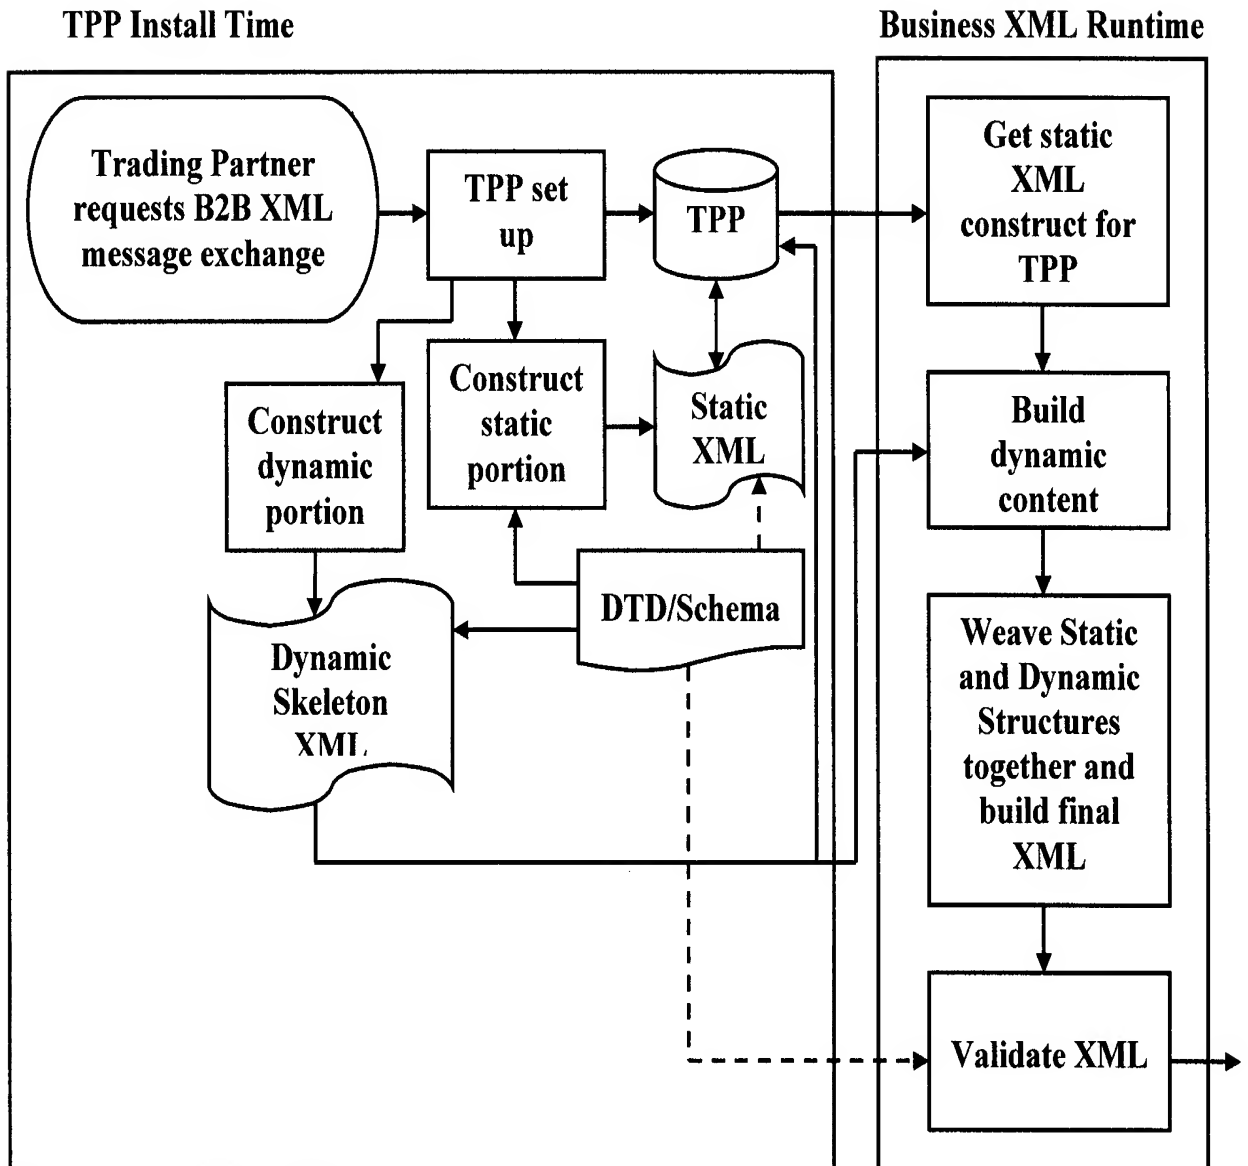 TPP Install Time
Business XML Runtime
Trading Partner
requests B2B XML
message exchange
TPP set
up
TPP
Get static
XML
construct for
TPP
Construct
dynamic
portion
Construct
static
portion
Static
XML
Build
dynamic
content
DTD/Schema
Dynamic
Skeleton
XML
Weave Static
and Dynamic
Structures
together and
build final
XML
Validate XML